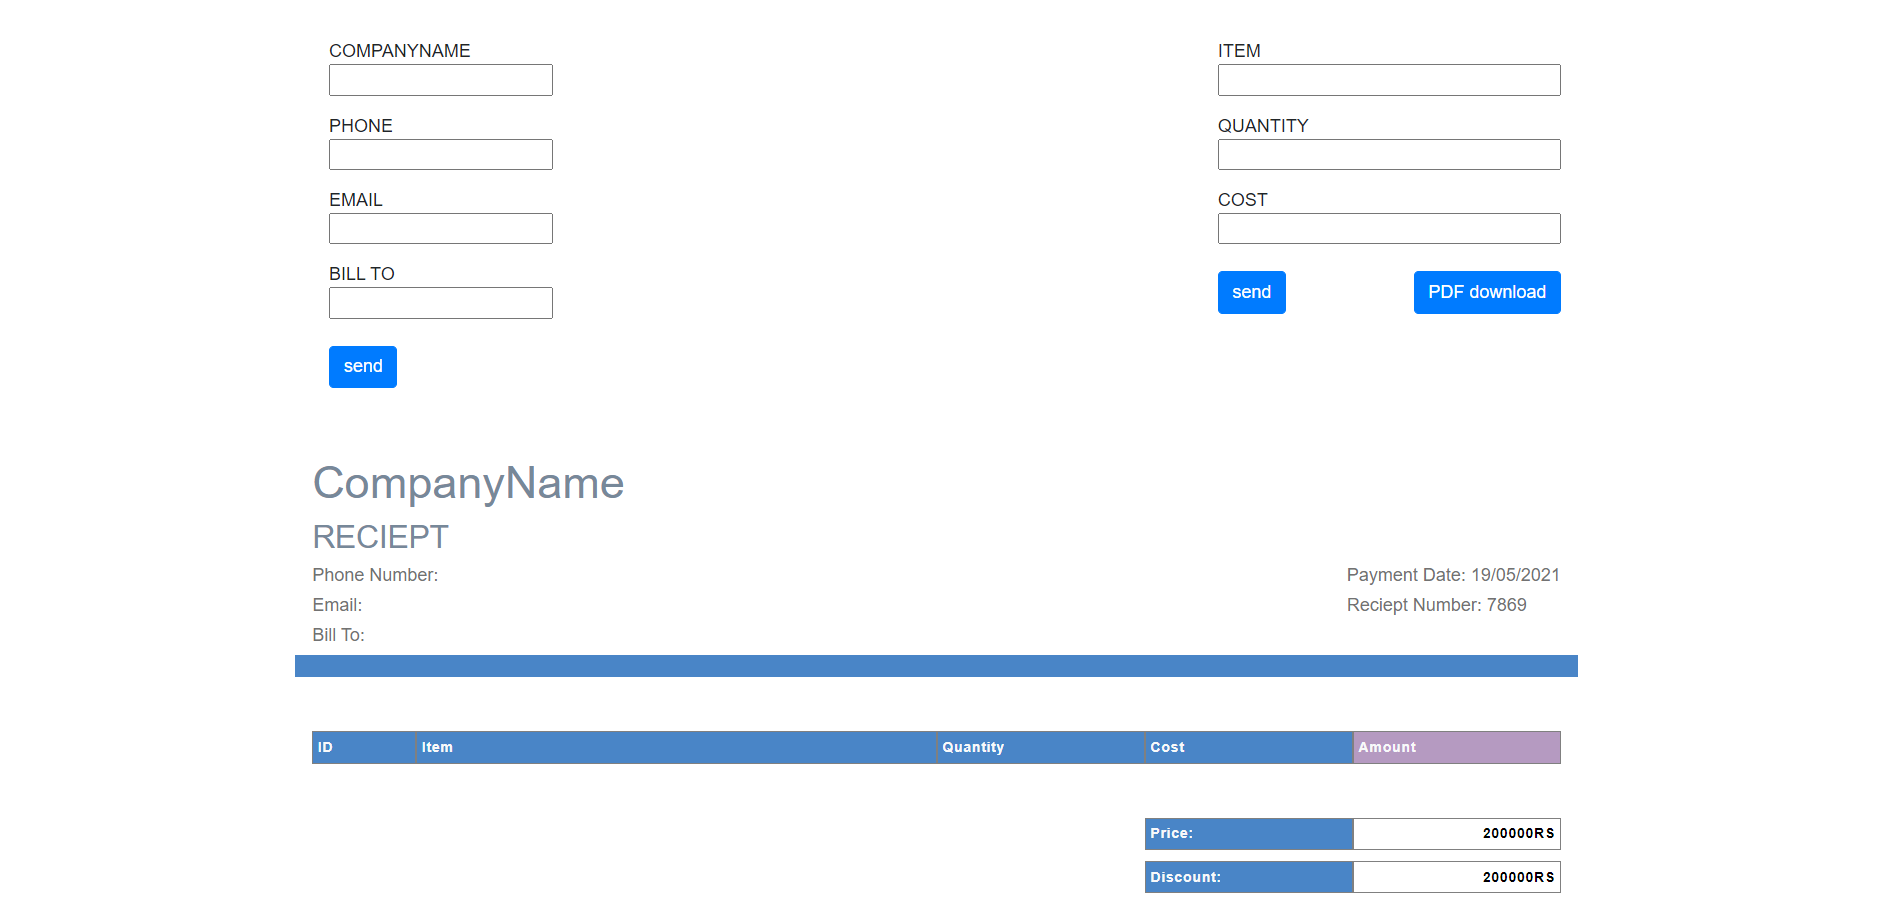 COMPANYNAME
PHONE
EMAIL
BILL TO
send
ITEM
QUANTITY
COST
send PDF download
CompanyName
RECIEPT
Phone Number:
Email:
Bill To:
Payment Date: 19/05/2021
Reciept Number: 7869
ID Item Quantity Cost Amount
Price: 200000RS
Discount: 200000RS